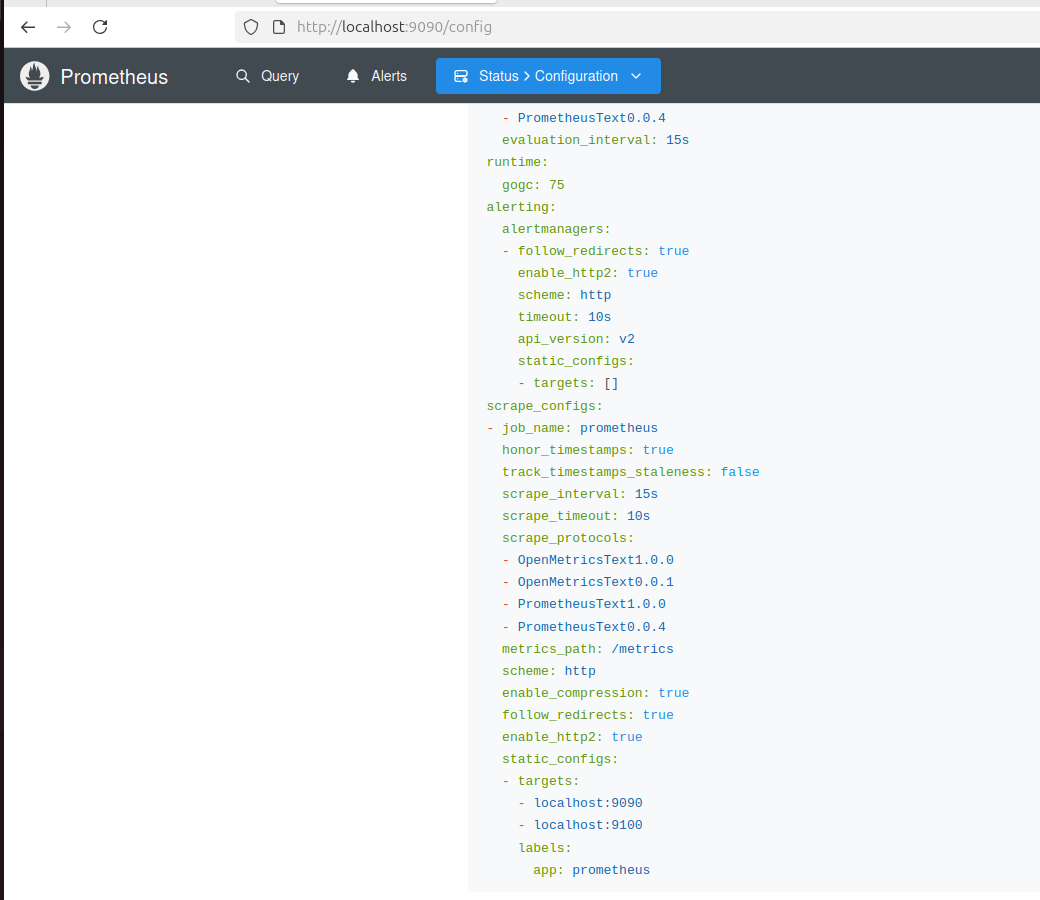 http://localhost:9090/config
Prometheus Query Alerts Status > Configuration
- PrometheusText0.0.4
evaluation_interval: 15s
runtime:
gogc: 75
alerting:
alertmanagers:
- follow_redirects: true
enable_http2: true
scheme: http
timeout: 10s
api_version: v2
static_configs:
- targets: []
scrape_configs:
- job_name: prometheus
honor_timestamps: true
track_timestamps_staleness: false
scrape_interval: 15s
scrape_timeout: 10s
scrape_protocols:
- OpenMetricsText1.0.0
- OpenMetricsText0.0.1
- PrometheusText1.0.0
- PrometheusText0.0.4
metrics_path: /metrics
scheme: http
enable_compression: true
follow_redirects: true
enable_http2: true
static_configs:
- targets:
- localhost:9090
- localhost:9100
labels:
app: prometheus